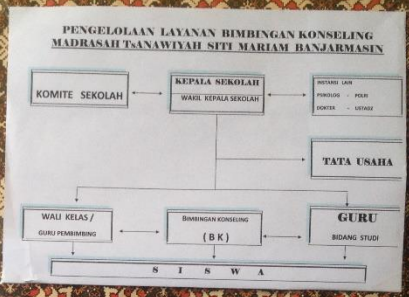 PENGELOLAAN LAYANAN BIMBINGAN KONSELING
MADRASAH TsANAWIYAH SITI MARIAM BANJARMASIN
KOMITE SEKOLAH
KEPALA SEKOLAH
WAKIL KEPALA SEKOLAH
INSTANSI LAIN
PSIKOLOG - POLRI
DOKTER - USTADZ
TATA USAHA
WALI KELAS /
GURU PEMBIMBING
BIMBINGAN KONSELING
( B K )
GURU
BIDANG STUDI
S I S W A